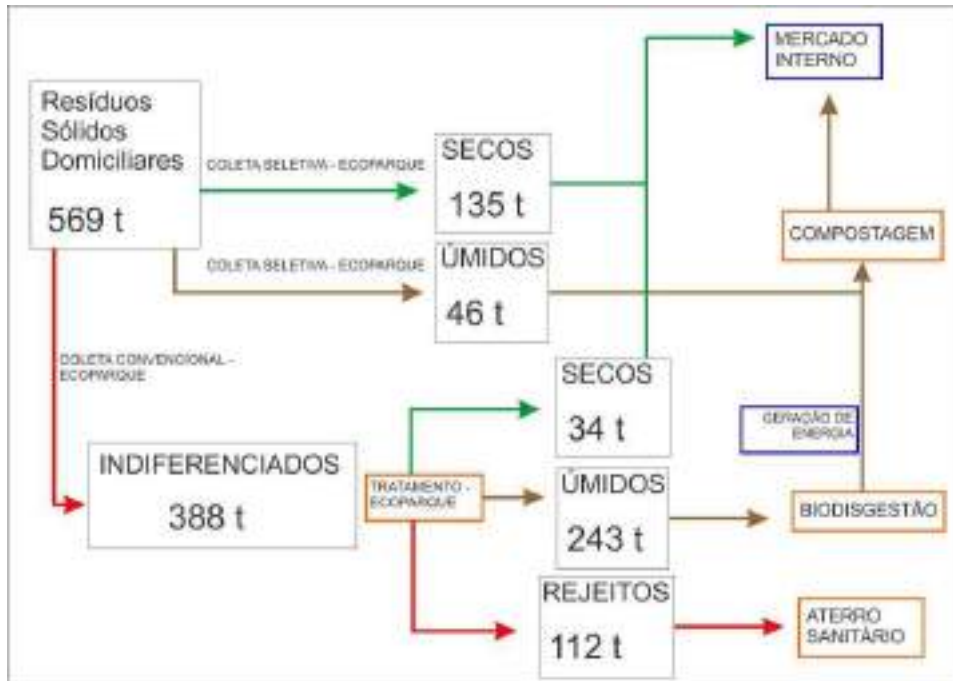 MERCADO
INTERNO
Resíduos
Sólidos
Domiciliares
569 t
COLETA SELETIVA - ECOPARQUE
SECOS
135 t
COLETA SELETIVA - ECOPARQUE
ÚMIDOS
46 t
COMPOSTAGEM
COLETA CONVENCIONAL -
ECOPARQUE
SECOS
34 t
GERAÇÃO DE
ENERGIA
INDIFERENCIADOS
388 t
TRATAMENTO -
ECOPARQUE
ÚMIDOS
243 t
BIODISGESTÃO
REJEITOS
112 t
ATERRO
SANITÁRIO